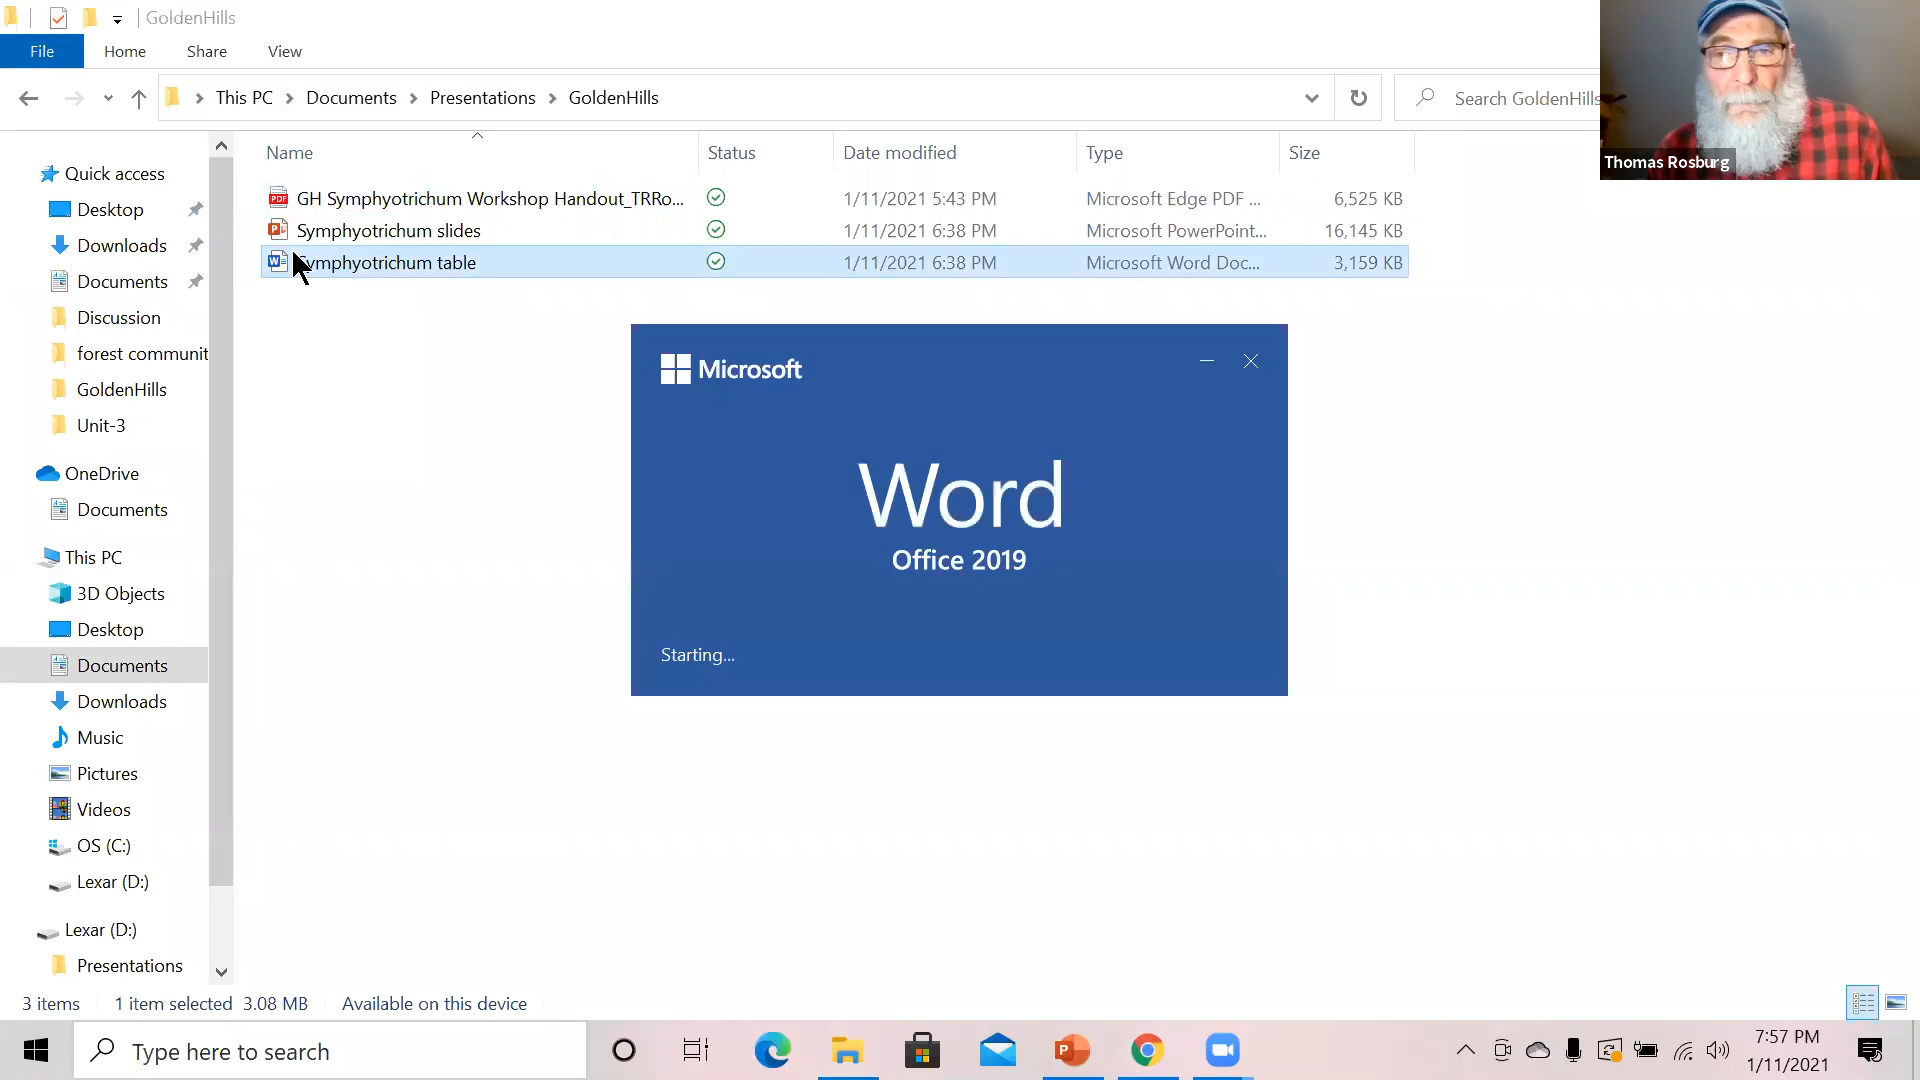 GoldenHills
File Home Share View
This PC Documents Presentations GoldenHills
Search GoldenHills
Thomas Rosburg
Name Status Date modified Type Size
GH Symphyotrichum Workshop Handout_TRRo... 1/11/2021 5:43 PM Microsoft Edge PDF ... 6,525 KB
Symphyotrichum slides 1/11/2021 6:38 PM Microsoft PowerPoint... 16,145 KB
Symphyotrichum table 1/11/2021 6:38 PM Microsoft Word Doc... 3,159 KB
Quick access
Desktop
Downloads
Documents
Discussion
forest communit
GoldenHills
Unit-3
OneDrive
Documents
This PC
3D Objects
Desktop
Documents
Downloads
Music
Pictures
Videos
OS (C:)
Lexar (D:)
Lexar (D:)
Presentations
Microsoft
Word
Office 2019
Starting...
3 items 1 item selected 3.08 MB Available on this device
Type here to search
7:57 PM
1/11/2021